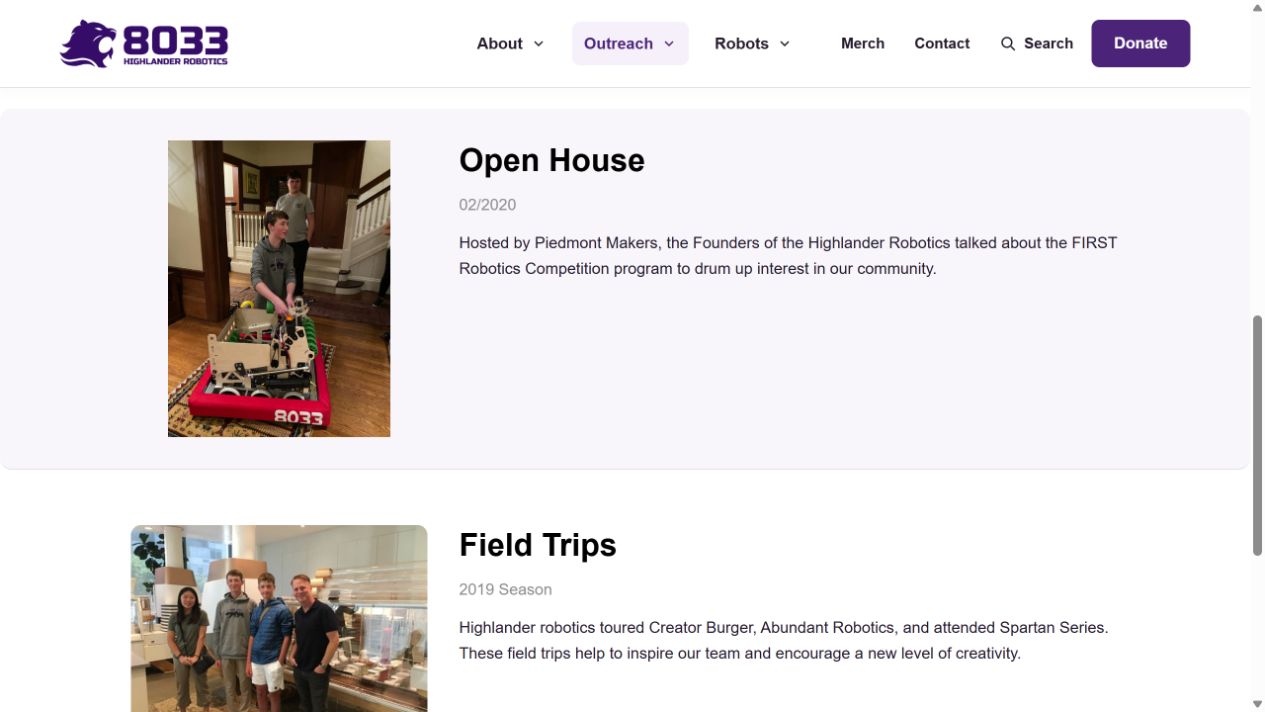 8033
HIGHLANDER ROBOTICS
About
Outreach
Robots
Merch
Contact
Search
Donate
Open House
02/2020
Hosted by Piedmont Makers, the Founders of the Highlander Robotics talked about the FIRST
Robotics Competition program to drum up interest in our community.
8033
Field Trips
2019 Season
Highlander robotics toured Creator Burger, Abundant Robotics, and attended Spartan Series.
These field trips help to inspire our team and encourage a new level of creativity.